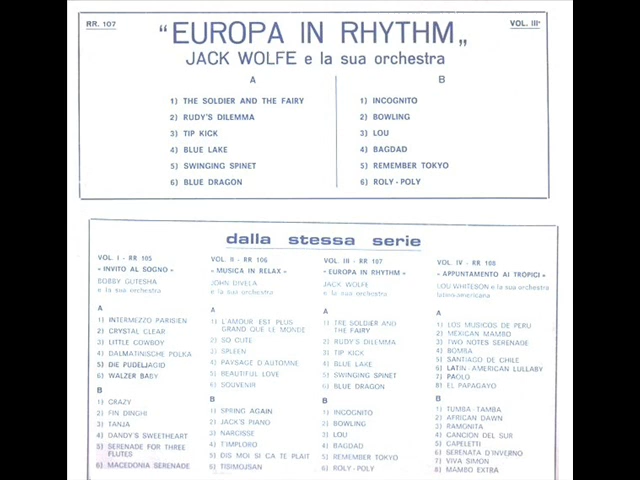 RR. 107
VOL. IIIª
"EUROPA IN RHYTHM„
JACK WOLFE e la sua orchestra
A
1) THE SOLDIER AND THE FAIRY
2) RUDY'S DILEMMA
3) TIP KICK
4) BLUE LAKE
5) SWINGING SPINET
6) BLUE DRAGON
B
1) INCOGNITO
2) BOWLING
3) LOU
4) BAGDAD
5) REMEMBER TOKYO
6) ROLY-POLY
dalla stessa serie
VOL. I - RR 105
« INVITO AL SOGNO »
BOBBY GUTESHA
e la sua orchestra
A
1) INTERMEZZO PARISIEN
2) CRYSTAL CLEAR
3) LITTLE COWBOY
4) DALMATINISCHE POLKA
5) DIE PUDELJAGID
6) WALZER BABY
B
1) CRAZY
2) FIN DINGHI
3) TANJA
4) DANDY'S SWEETHEART
5) SERENADE FOR THREE
FLUTES
6) MACEDONIA SERENADE
VOL. II - RR 106
« MUSICA IN RELAX »
JOHN DIVELA
e la sua orchestra
A
1) L'AMOUR EST PLUS
GRAND QUE LE MONDE
2) SO CUTE
3) SPLEEN
4) PAYSAGE D'AUTOMNE
5) BEAUTIFUL LOVE
6) SOUVENIR
B
1) SPRING AGAIN
2) JACK'S PIANO
3) NARCISSE
4) T'IMPLORO
5) DIS MOI SI CA TE PLAIT
6) TISIMOJSAN
VOL. III - RR 107
« EUROPA IN RHYTHM »
JACK WOLFE
e la sua orchestra
A
1) TRE SOLDIER AND
THE FAIRY
2) RUDY'S DILEMMA
3) TIP KICK
4) BLUE LAKE
5) SWINGING SPINET
6) BLUE DRAGON
B
1) INCOGNITO
2) BOWLING
3) LOU
4) BAGDAD
5) REMEMBER TOKYO
6) ROLY-POLY
VOL. IV - RR 108
« APPUNTAMENTO AI TROPICI »
LOU WHITESON e la sua orchestra
latino-americana
A
1) LOS MUSICOS DE PERU
2) MEXICAN MAMBO
3) TWO NOTES SERENADE
4) BOMBA
5) SANTIAGO DE CHILE
6) LATIN-AMERICAN LULLABY
7) PAOLO
8) EL PAPAGAYO
B
1) TUMBA-TAMBA
2) AFRICAN DAWN
3) RAMONITA
4) CANCION DEL SUR
5) CAPELETTI
6) SERENATA D'INVERNO
7) VIVA SIMON
8) MAMBO EXTRA